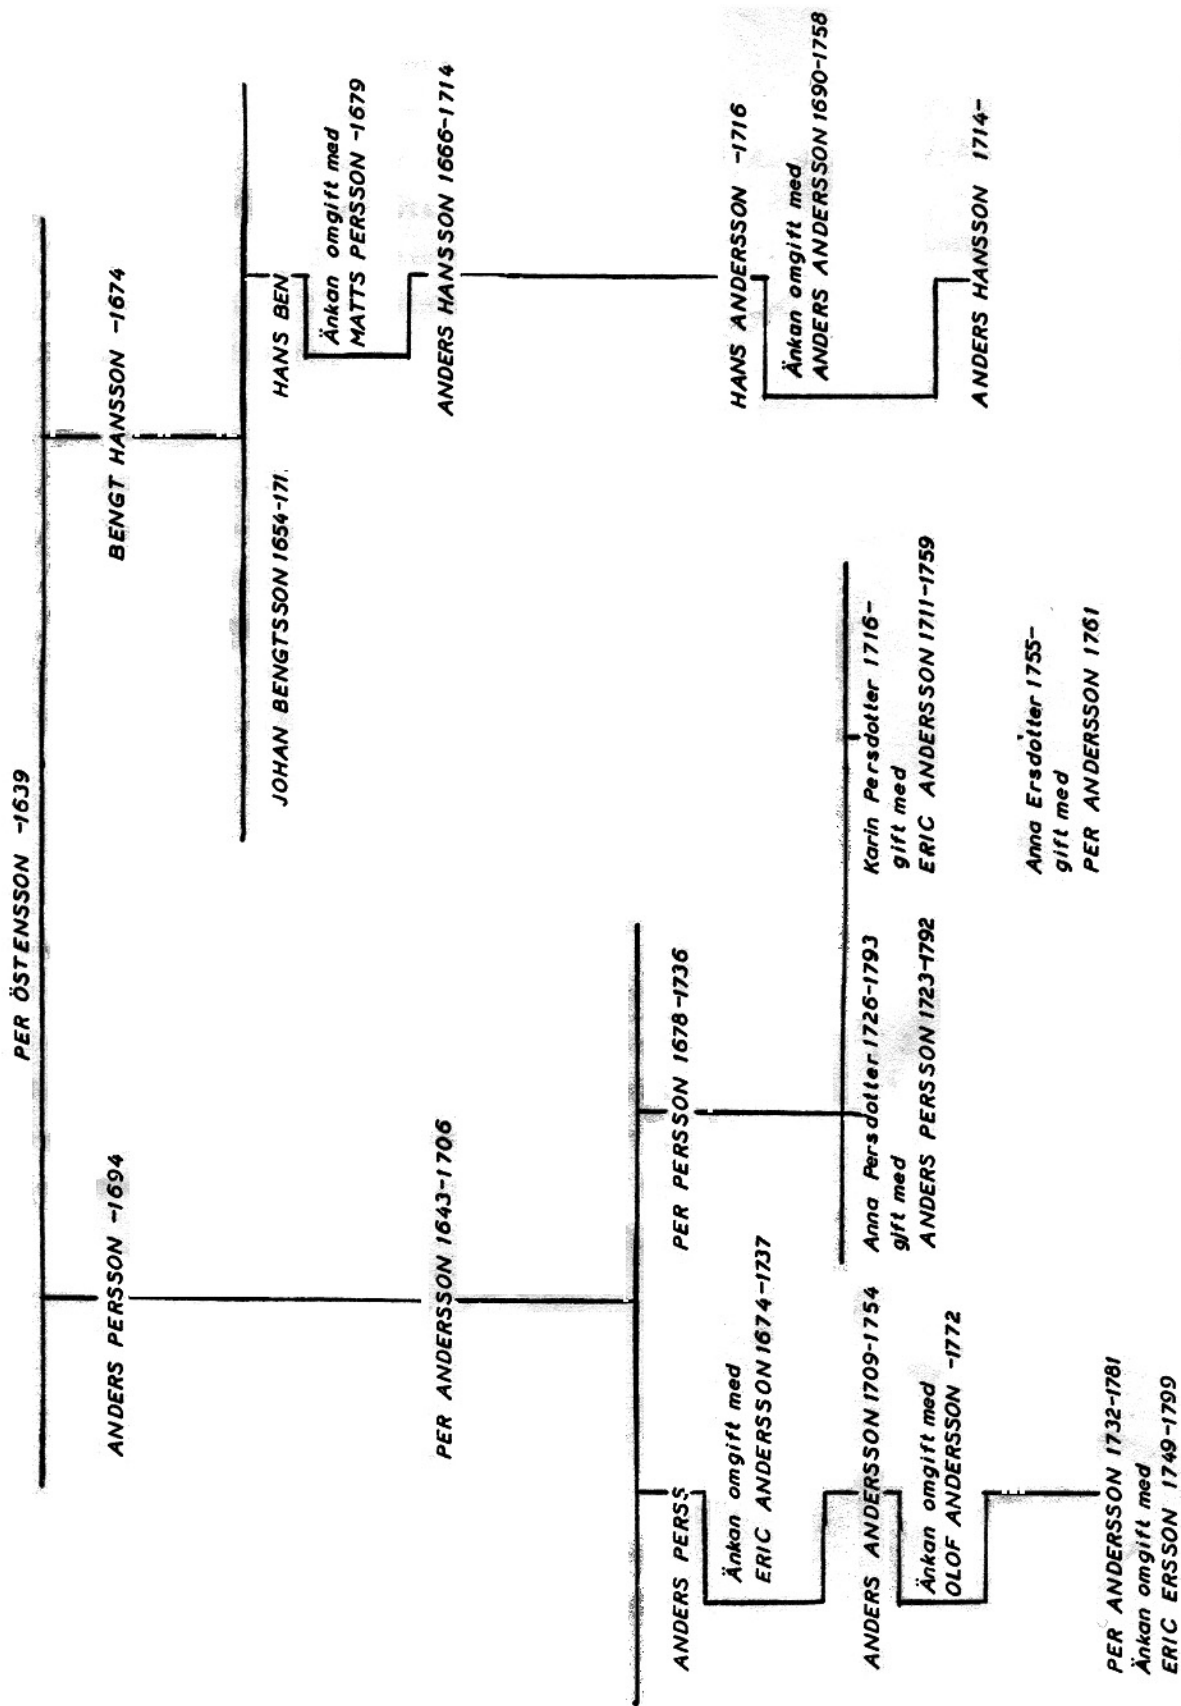 PER ÖSTENSSON -1639
ANDERS PERSSON -1694
BENGT HANSSON -1674
JOHAN BENGTSSON 1654-171
HANS BEN
Änkan omgift med
MATTS PERSSON -1679
PER ANDERSSON 1643-1706
ANDERS HANSSON 1666-1714
ANDERS PERSS
PER PERSSON 1678-1736
Änkan omgift med
ERIC ANDERSSON 1674-1737
HANS ANDERSSON -1716
Änkan omgift med
ANDERS ANDERSSON 1690-1758
ANDERS ANDERSSON 1709-1754
Änkan omgift med
OLOF ANDERSSON -1772
Anna Persdotter 1726-1793
gift med
ANDERS PERSSON 1723-1792
Karin Persdotter 1716-
gift med
ERIC ANDERSSON 1711-1759
ANDERS HANSSON 1714-
Anna Ersdotter 1755-
gift med
PER ANDERSSON 1761
PER ANDERSSON 1732-1781
Änkan omgift med
ERIC ERSSON 1749-1799